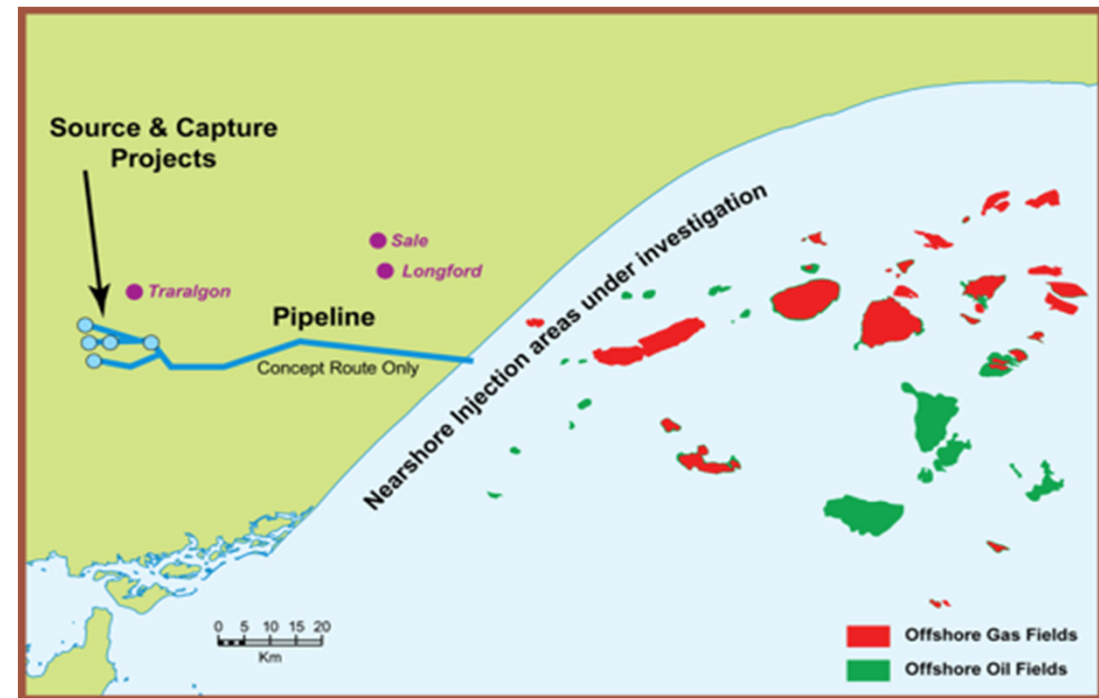 Source & Capture
Projects
Sale
Longford
Traralgon
Pipeline
Concept Route Only
Nearshore Injection areas under investigation
0 5 10 15 20
Km
Offshore Gas Fields
Offshore Oil Fields